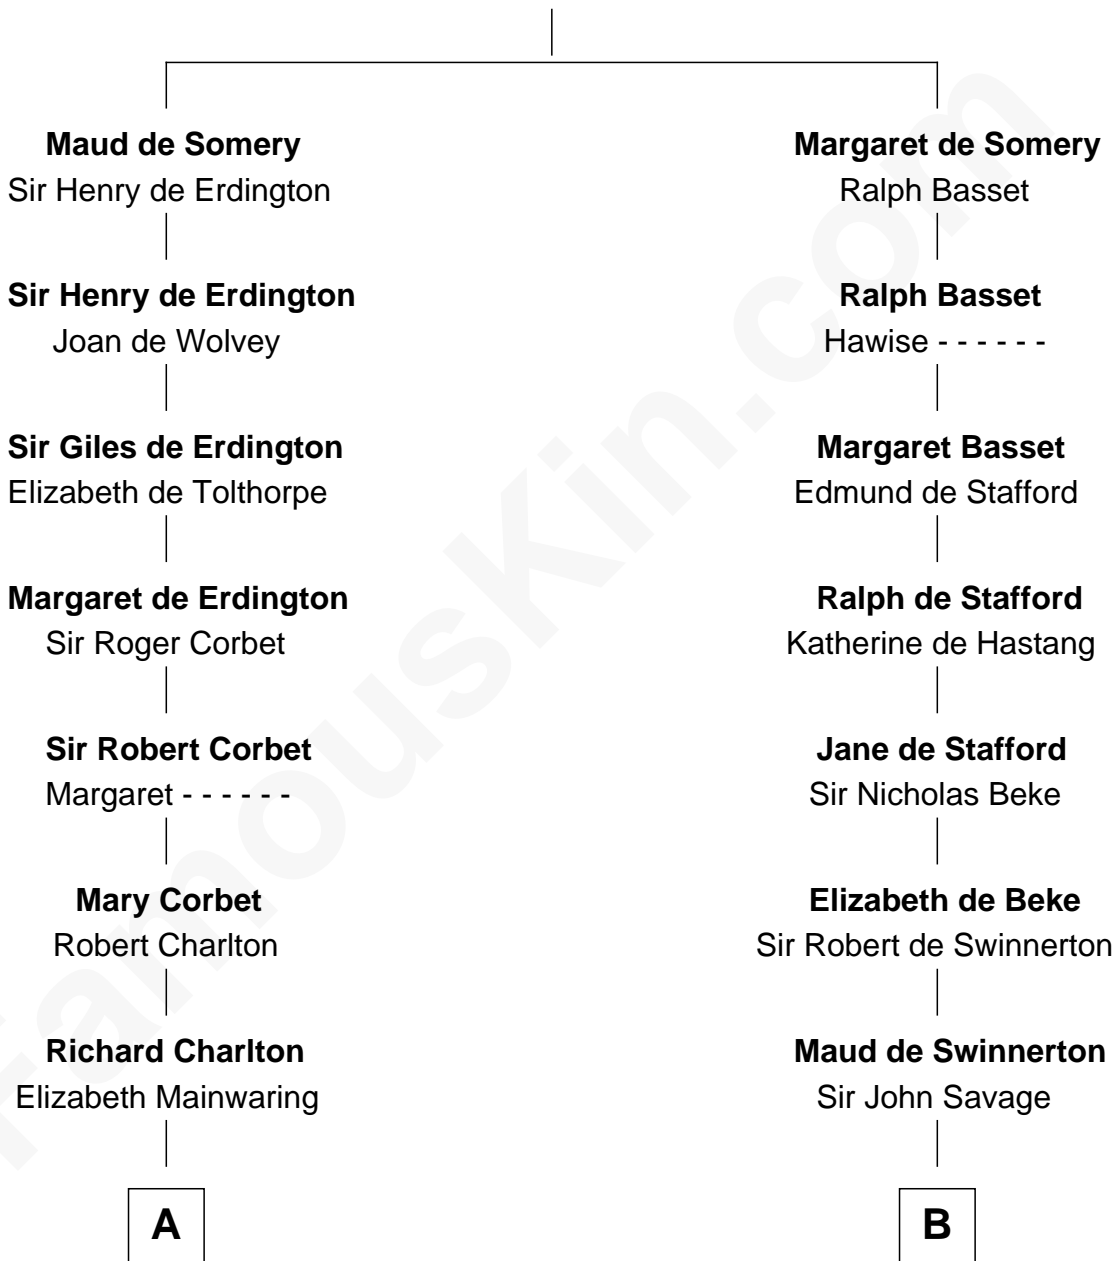 Maud de Somery
Sir Henry de Erdington
Margaret de Somery
Ralph Basset
Sir Henry de Erdington
Joan de Wolvey
Ralph Basset
Hawise - - - - - -
Sir Giles de Erdington
Elizabeth de Tolthorpe
Margaret Basset
Edmund de Stafford
Margaret de Erdington
Sir Roger Corbet
Ralph de Stafford
Katherine de Hastang
Sir Robert Corbet
Margaret - - - - - -
Jane de Stafford
Sir Nicholas Beke
Mary Corbet
Robert Charlton
Elizabeth de Beke
Sir Robert de Swinnerton
Richard Charlton
Elizabeth Mainwaring
Maud de Swinnerton
Sir John Savage
A
B
FamousKin.com